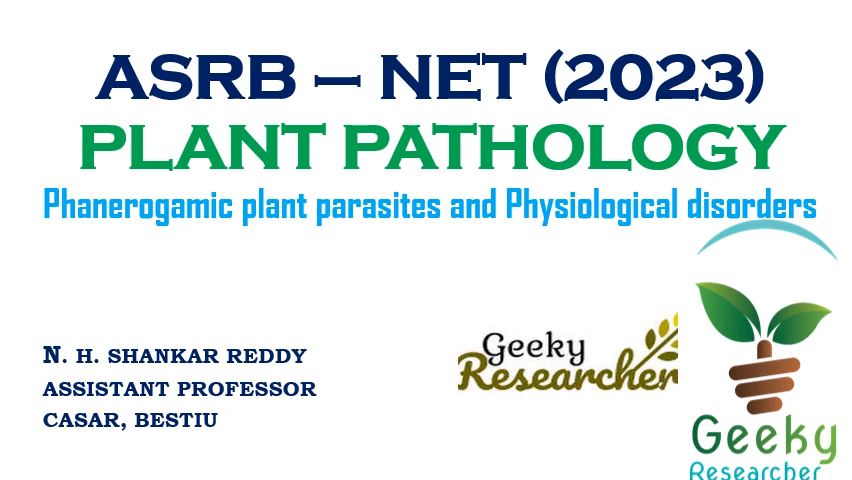 ASRB – NET (2023)
PLANT PATHOLOGY
Phanerogamic plant parasites and Physiological disorders
N. H. SHANKAR REDDY
ASSISTANT PROFESSOR
CASAR, BESTIU
Geeky
Researcher
Geeky
Researcher